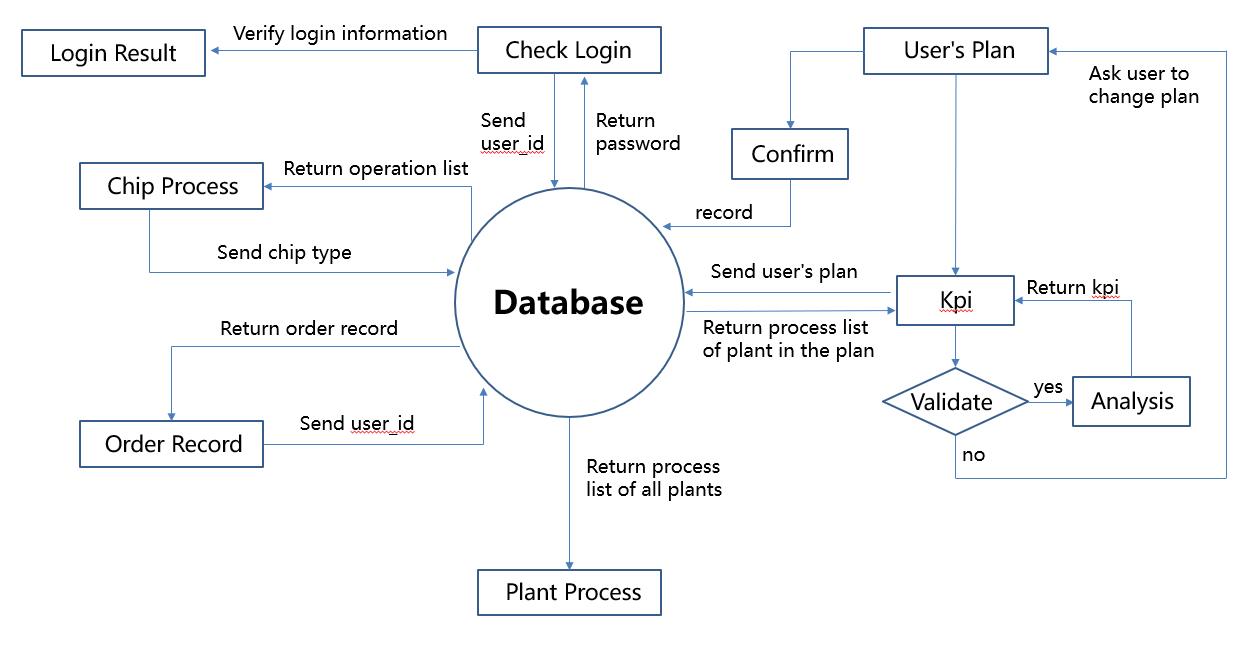 Verify login information
Login Result
Check Login
User's Plan
Ask user to
change plan
Send
user_id
Return
password
Confirm
Return operation list
Chip Process
record
Send chip type
Send user's plan
Database
Kpi
Return kpi
Return order record
Return process list
of plant in the plan
Validate
yes
Analysis
Order Record
Send user_id
no
Return process
list of all plants
Plant Process